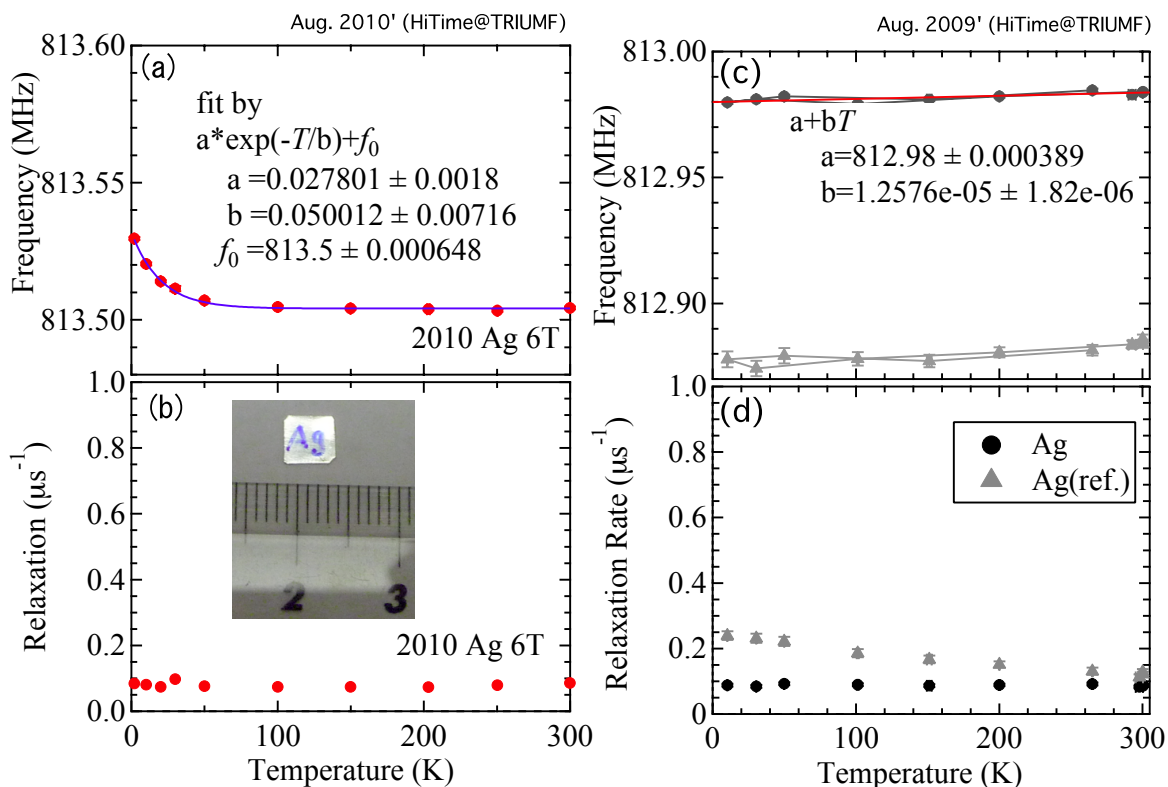 Aug. 2010' (HiTime@TRIUMF)
813.60
813.55
813.50
Frequency (MHz)
(a)
fit by
a*exp(-T/b)+f₀
a =0.027801 ± 0.0018
b =0.050012 ± 0.00716
f₀ =813.5 ± 0.000648
2010 Ag 6T
1.0
0.8
0.6
0.4
0.2
0.0
Relaxation (μs⁻¹)
(b)
Ag
2
3
2010 Ag 6T
0
100
200
300
Temperature (K)
Aug. 2009' (HiTime@TRIUMF)
813.00
812.95
812.90
Frequency (MHz)
(c)
a+bT
a=812.98 ± 0.000389
b=1.2576e-05 ± 1.82e-06
1.0
0.8
0.6
0.4
0.2
0.0
Relaxation Rate (μs⁻¹)
(d)
Ag
Ag(ref.)
0
100
200
300
Temperature (K)